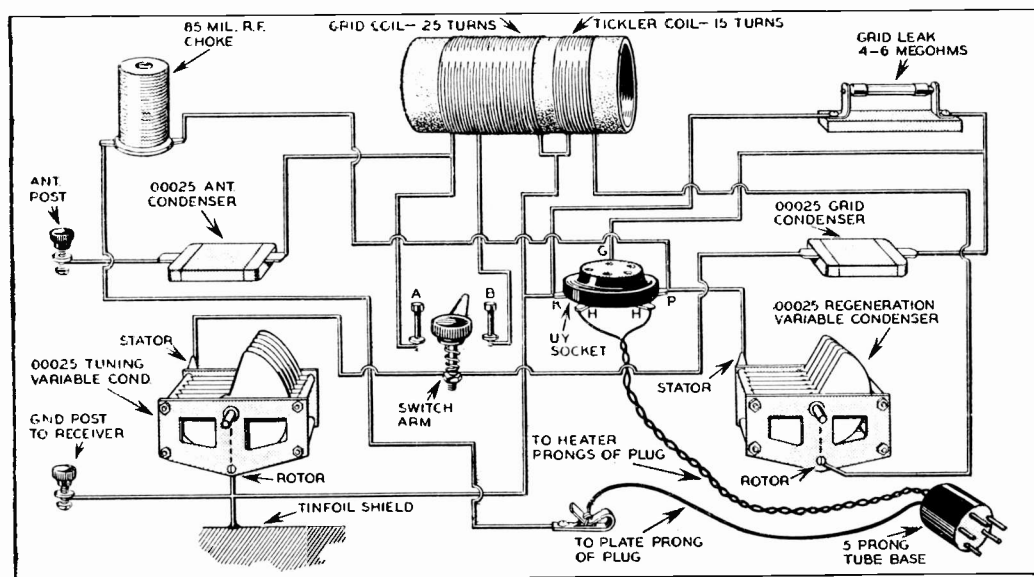 85 MIL. R.F.
CHOKE
GRID COIL-25 TURNS
TICKLER COIL-15 TURNS
GRID LEAK
4-6 MEGOHMS
ANT.
POST
00025 ANT.
CONDENSER
00025 GRID
CONDENSER
G
A
B
K
P
H
H
UY
SOCKET
.00025 REGENERATION
VARIABLE CONDENSER
STATOR
00025 TUNING
VARIABLE COND.
STATOR
SWITCH
ARM
GND POST
TO RECEIVER
TO HEATER
PRONGS OF PLUG
ROTOR
ROTOR
TINFOIL SHIELD
TO PLATE PRONG
OF PLUG
5 PRONG
TUBE BASE